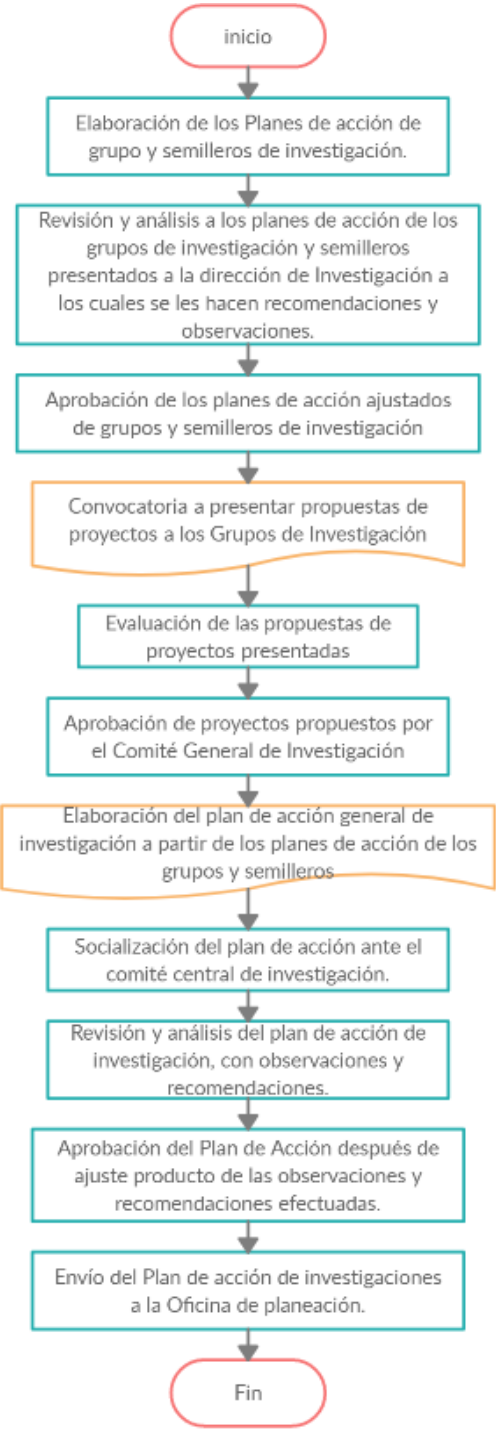 inicio
Elaboración de los Planes de acción de
grupo y semilleros de investigación.
Revisión y análisis a los planes de acción de los
grupos de investigación y semilleros
presentados a la dirección de Investigación a
los cuales se les hacen recomendaciones y
observaciones.
Aprobación de los planes de acción ajustados
de grupos y semilleros de investigación
Convocatoria a presentar propuestas de
proyectos a los Grupos de Investigación
Evaluación de las propuestas de
proyectos presentadas
Aprobación de proyectos propuestos por
el Comité General de Investigación
Elaboración del plan de acción general de
investigación a partir de los planes de acción de los
grupos y semilleros
Socialización del plan de acción ante el
comité central de investigación.
Revisión y análisis del plan de acción de
investigación, con observaciones y
recomendaciones.
Aprobación del Plan de Acción después de
ajuste producto de las observaciones y
recomendaciones efectuadas.
Envío del Plan de acción de investigaciones
a la Oficina de planeación.
Fin